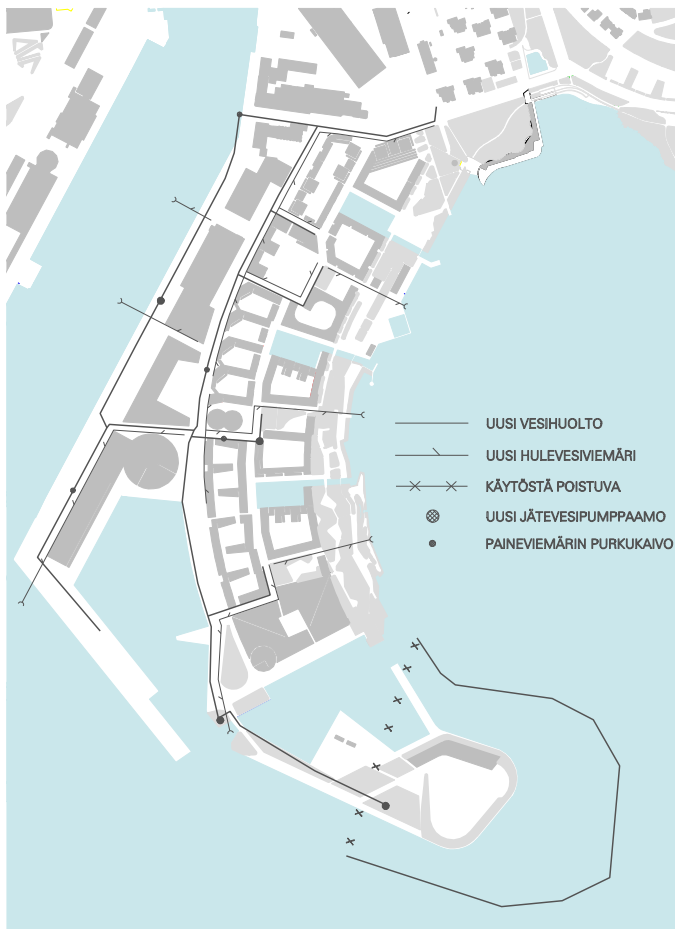 UUSI VESIHUOLTO
UUSI HULEVESIVIEMÄRI
KÄYTÖSTÄ POISTUVA
UUSI JÄTEVESIPUMPPAAMO
PAINEVIEMÄRIN PURKUKAIVO